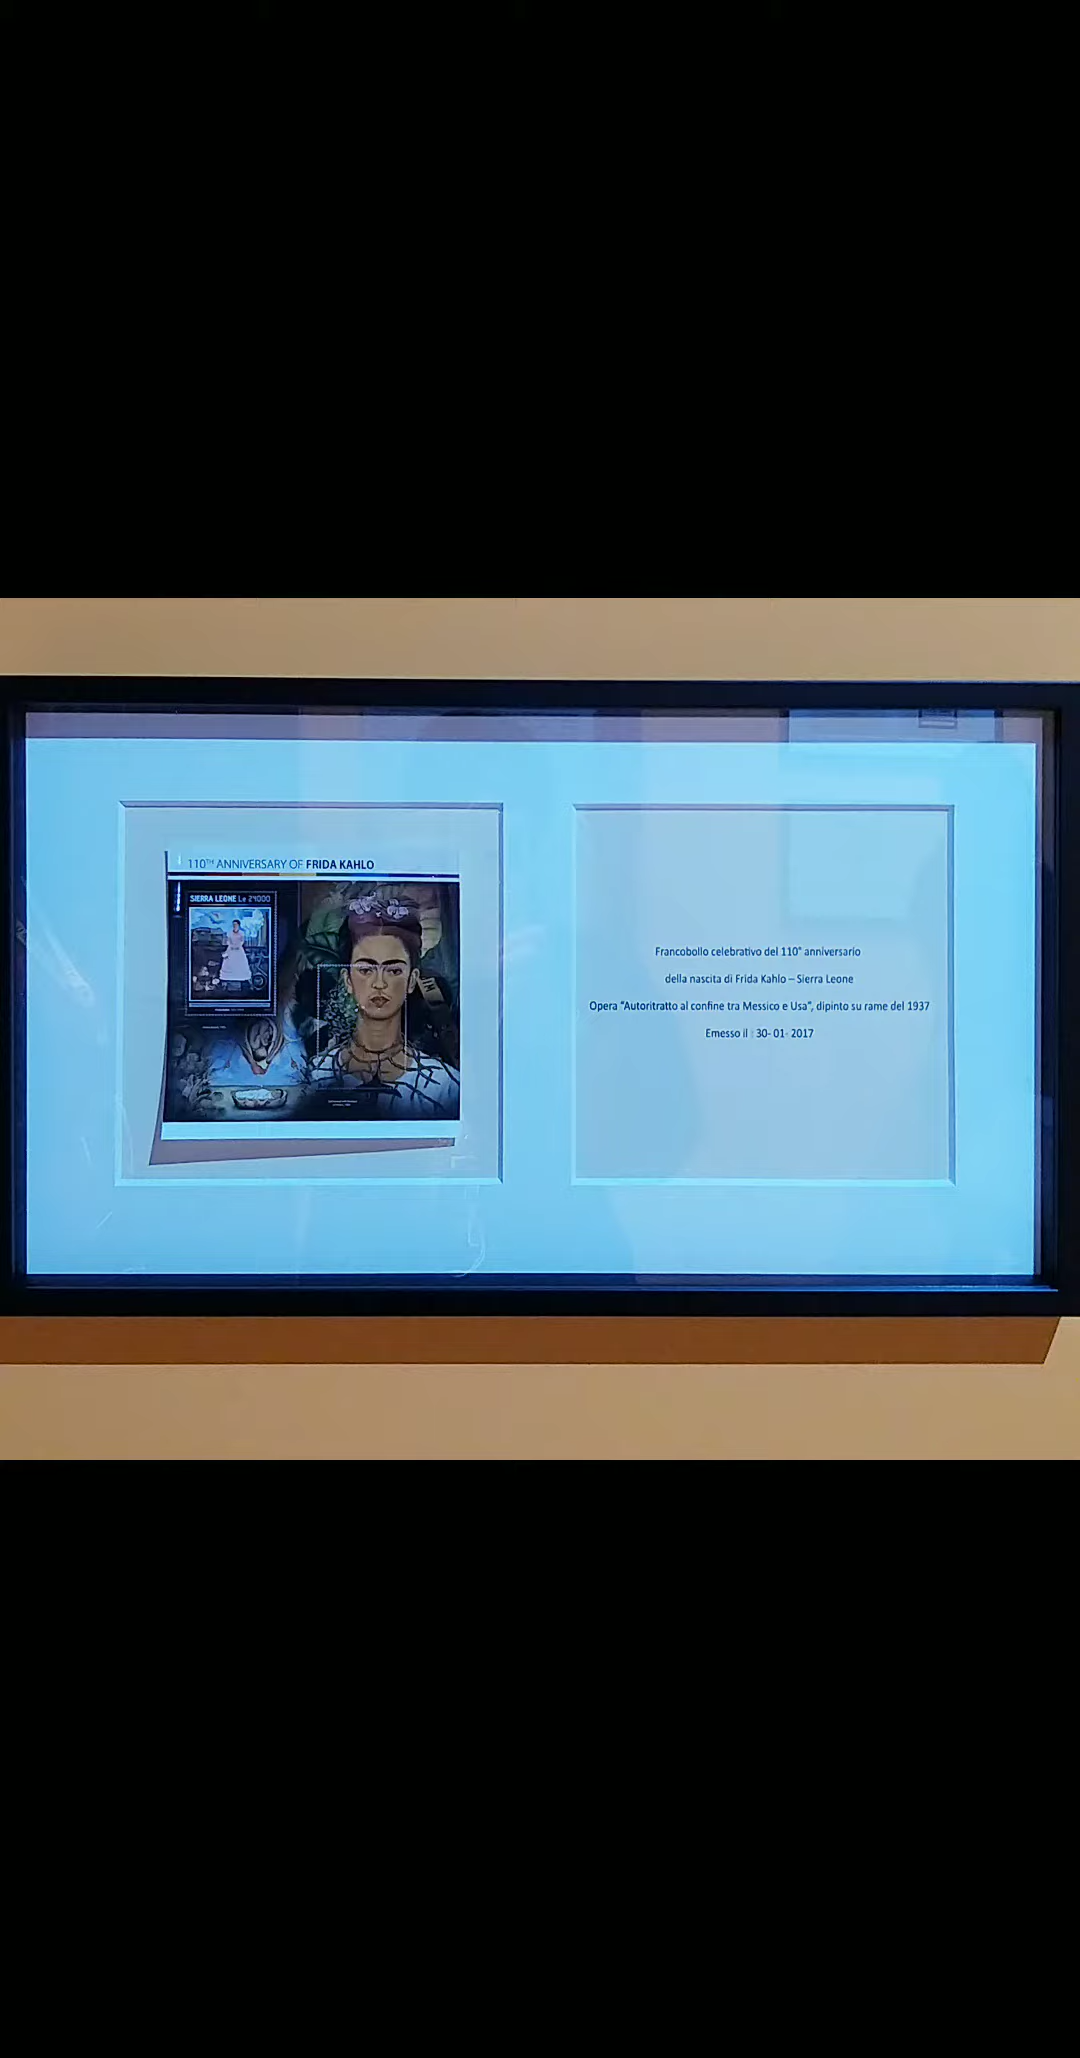 110TH ANNIVERSARY OF FRIDA KAHLO
SIERRA LEONE Le 24000
Francobollo celebrativo del 110° anniversario
della nascita di Frida Kahlo – Sierra Leone
Opera "Autoritratto al confine tra Messico e Usa", dipinto su rame del 1937
Emesso il : 30- 01- 2017